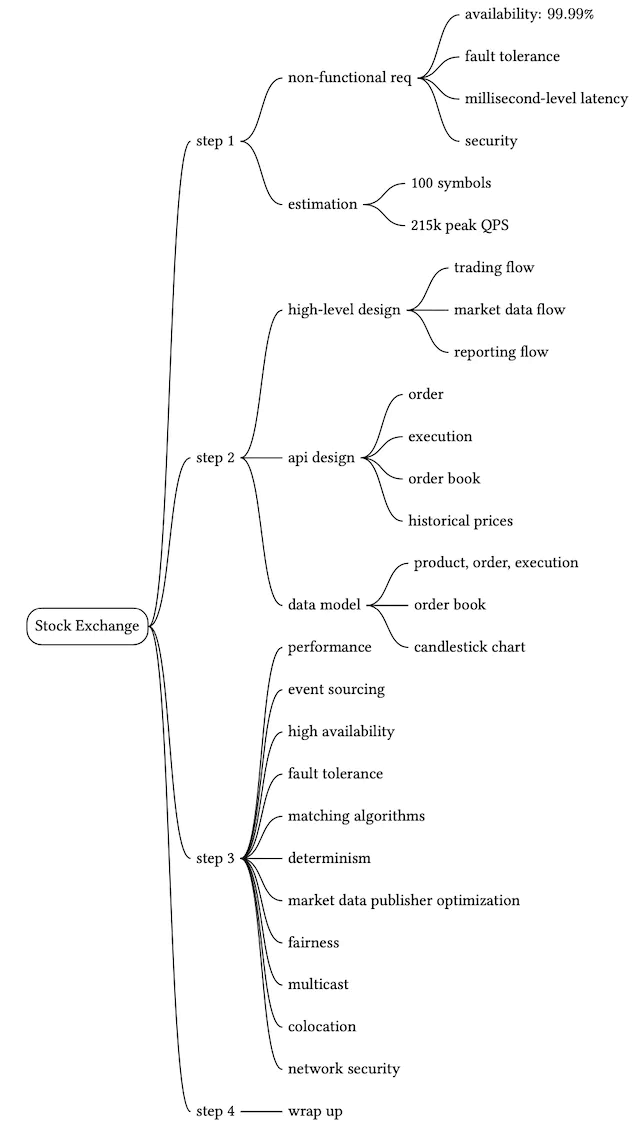 Stock Exchange
step 1
non-functional req
availability: 99.99%
fault tolerance
millisecond-level latency
security
estimation
100 symbols
215k peak QPS
step 2
high-level design
trading flow
market data flow
reporting flow
api design
order
execution
order book
historical prices
data model
product, order, execution
order book
candlestick chart
step 3
performance
event sourcing
high availability
fault tolerance
matching algorithms
determinism
market data publisher optimization
fairness
multicast
colocation
network security
step 4
wrap up